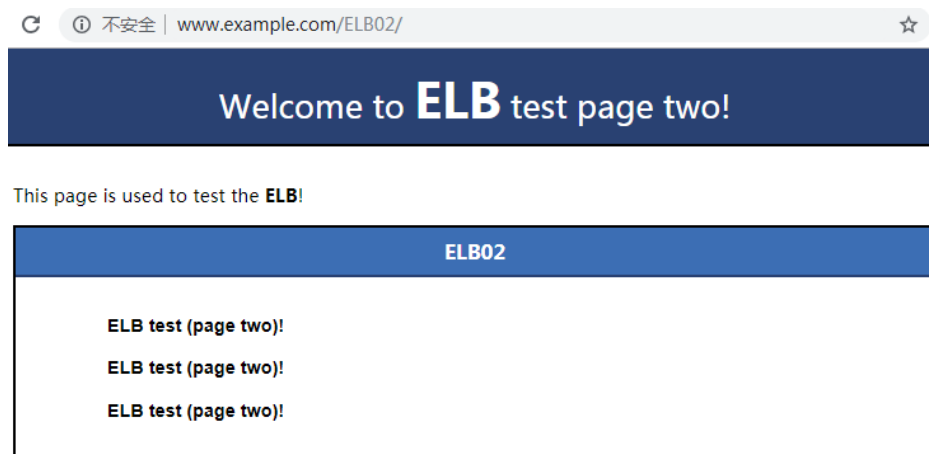 不安全 | www.example.com/ELB02/
Welcome to ELB test page two!
This page is used to test the ELB!
ELB02
ELB test (page two)!
ELB test (page two)!
ELB test (page two)!